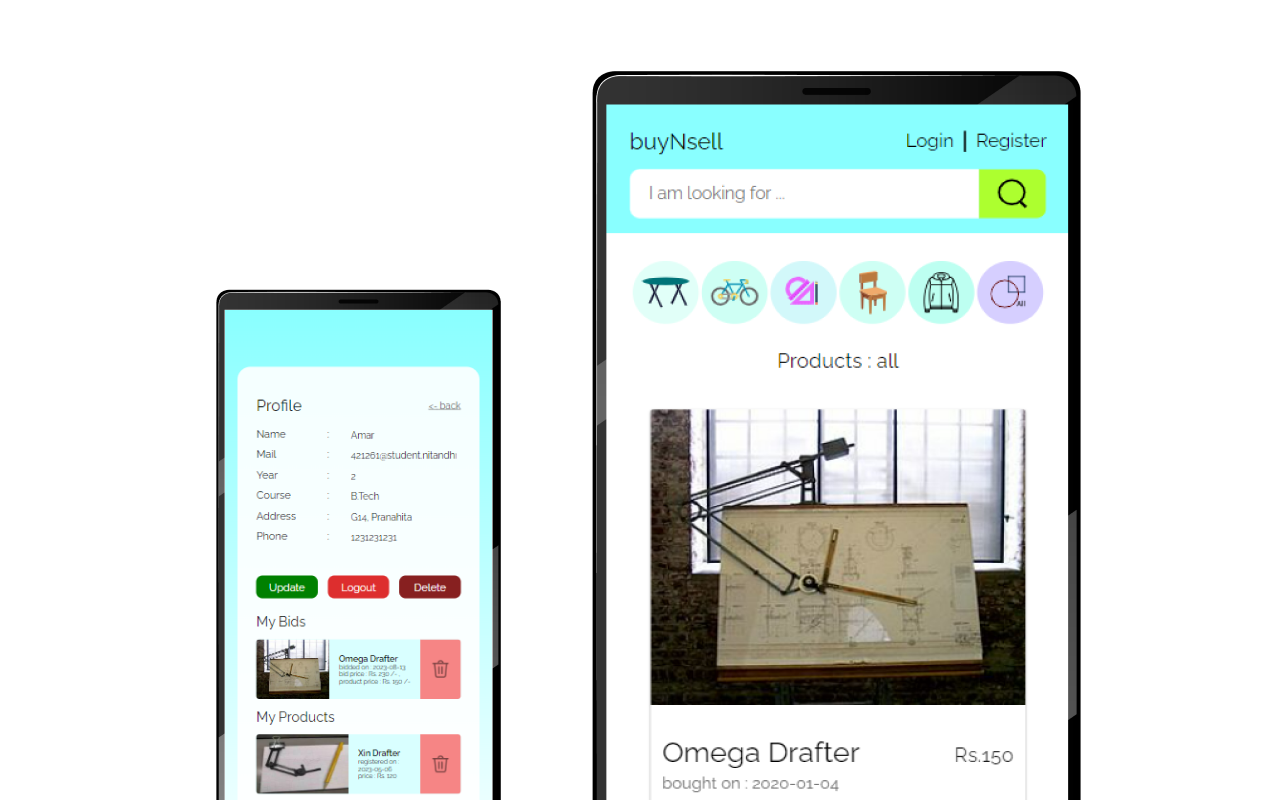 buyNsell
Login | Register
I am looking for ...
All
Products : all
Omega Drafter
Rs.150
bought on : 2020-01-04
Profile
<- back
Name : Amar
Mail : 421261@student.nitandhr
Year : 2
Course : B.Tech
Address : G14, Pranahita
Phone : 1231231231
Update
Logout
Delete
My Bids
Omega Drafter
bidded on : 2023-08-13
bid price : Rs. 230 /- ,
product price : Rs. 150 /-
My Products
Xin Drafter
registered on :
2023-05-06
price : Rs. 120